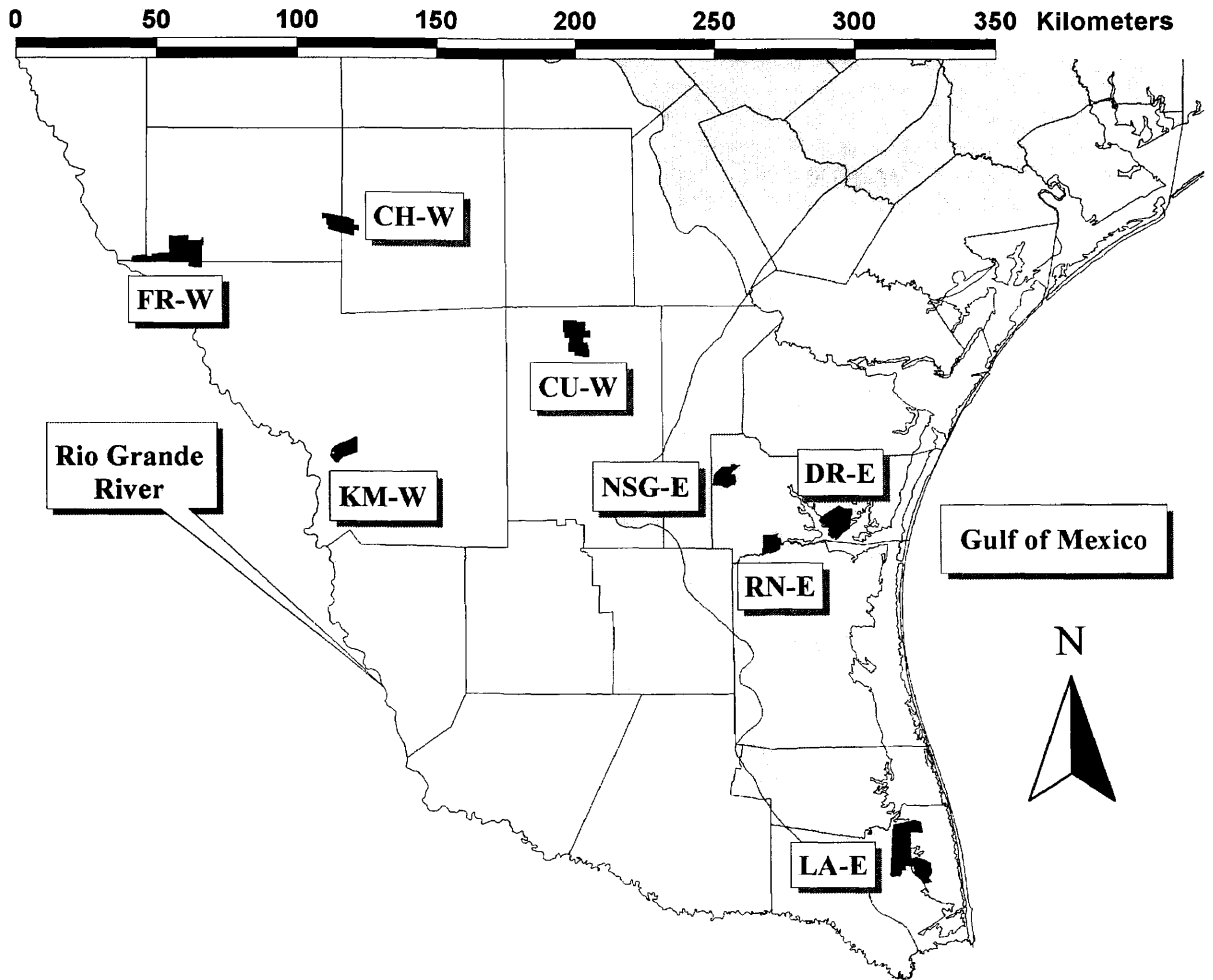 0 50 100 150 200 250 300 350 Kilometers
CH-W
FR-W
CU-W
Rio Grande
River
KM-W
NSG-E
DR-E
Gulf of Mexico
RN-E
N
LA-E